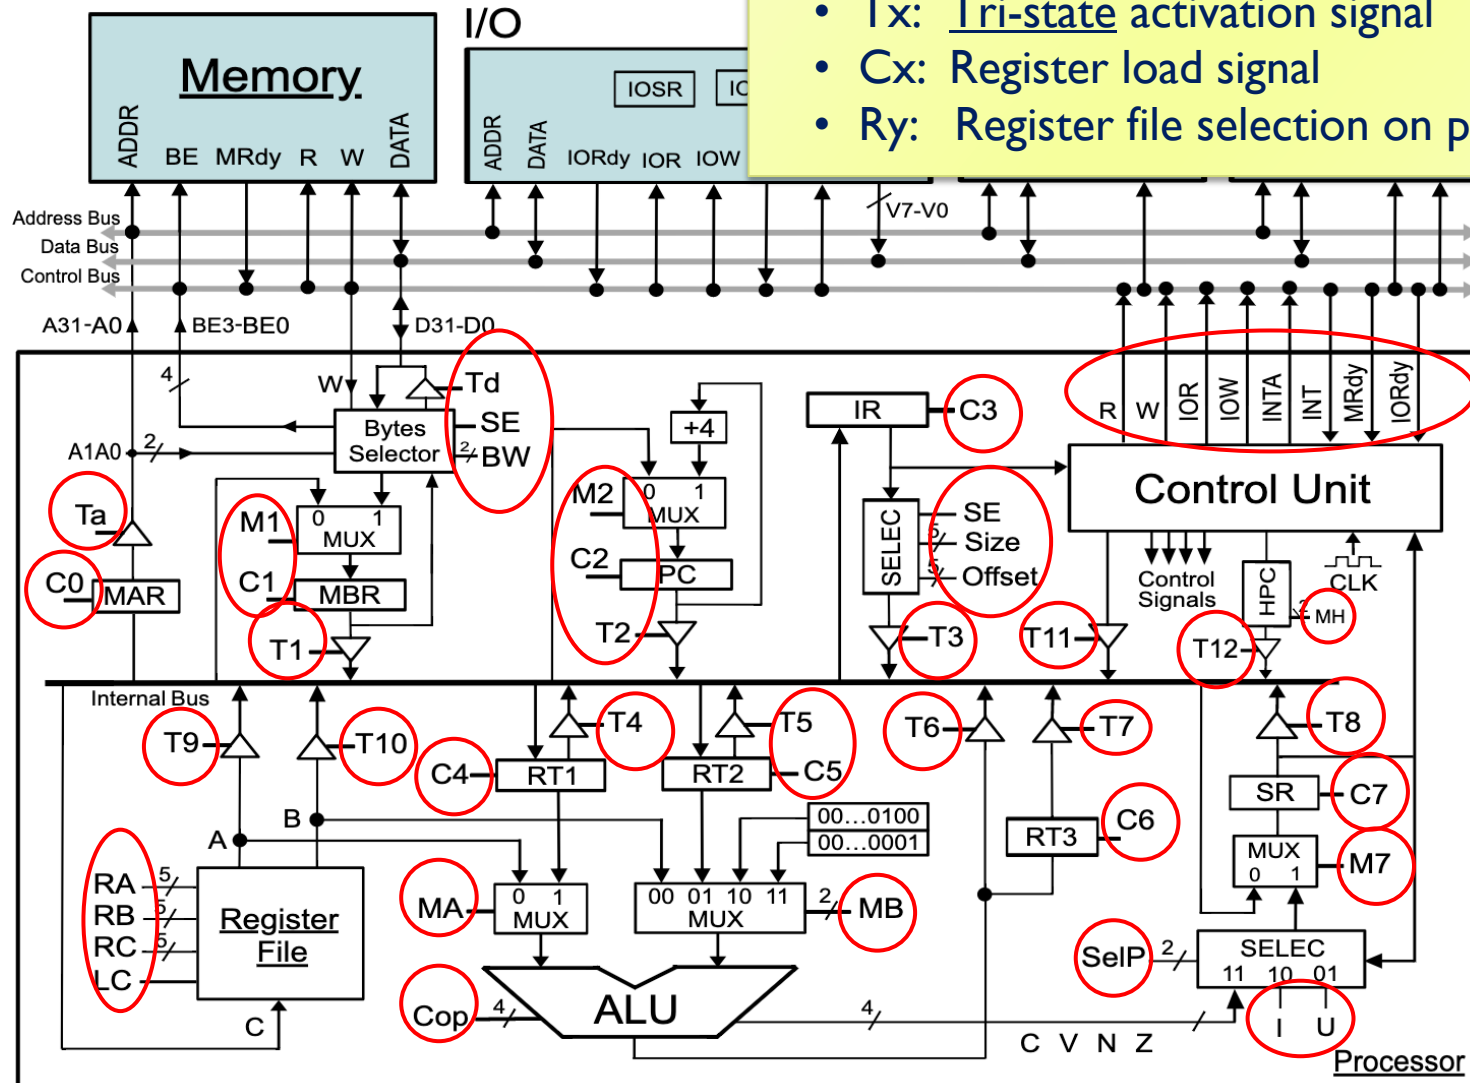 I/O
• Tx: Tri-state activation signal
• Cx: Register load signal
• Ry: Register file selection on p
Memory
IOSR
ADDR
BE MRdy R W
DATA
ADDR
DATA
IORdy IOR IOW
V7-V0
Address Bus
Data Bus
Control Bus
A31-A0
BE3-BE0
D31-D0
4
W
Td
SE
2
BW
Bytes
Selector
A1A0
2
Ta
C0
MAR
M1
0 1
MUX
C1
MBR
T1
+4
M2
0 1
MUX
C2
PC
T2
IR
C3
SELEC
SE
5
Size
5
Offset
T3
R
W
IOR
IOW
INTA
INT
MRdy
IORdy
Control Unit
Control
Signals
CLK
HPC
2
MH
T11
T12
Internal Bus
T9
T10
T4
T5
T6
T7
T8
C4
RT1
RT2
C5
SR
C7
A
B
00...0100
00...0001
RT3
C6
MUX
0 1
M7
RA
5
RB
5
RC
5
LC
Register
File
C
MA
0 1
MUX
00 01 10 11
MUX
2
MB
SelP
2
SELEC
11 10 01
I U
Cop
4
ALU
4
C V N Z
Processor